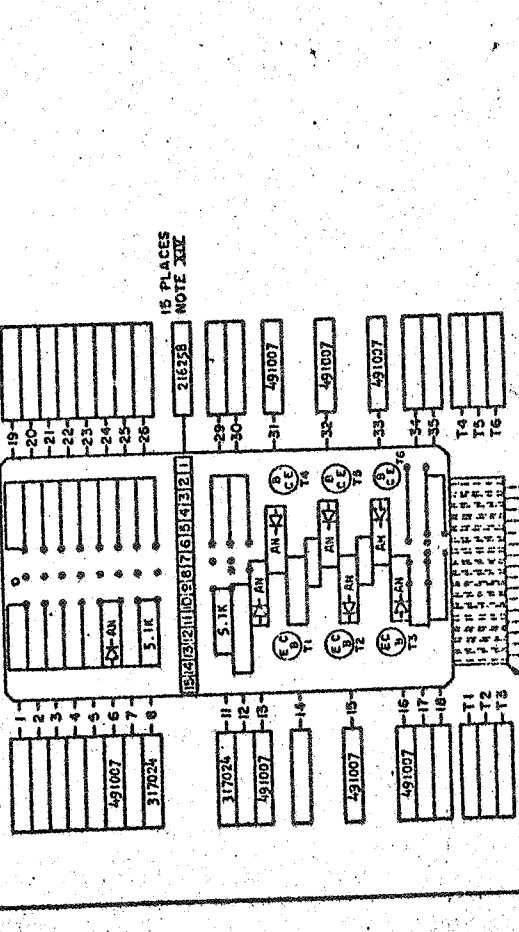 1 19
2 20
3 21
4 22
5 23
491007 6 AN 24
7 25
317024 8 5.1K 26
15 PLACES
NOTE XIV
15 14 13 12 11 10 9 8 7 6 5 4 3 2 1 216258
317024 11 5.1K 29
12 30
491007 13 AN AN 31 491007
14 E C B T1 B C E T4
AN 32 491007
491007 15 E C B T2 AN B C E T5
AN 33 491007
491007 16 E C B T3 AN B C E T6
17 34
18 35
T1 T4
T2 T5
T3 T6